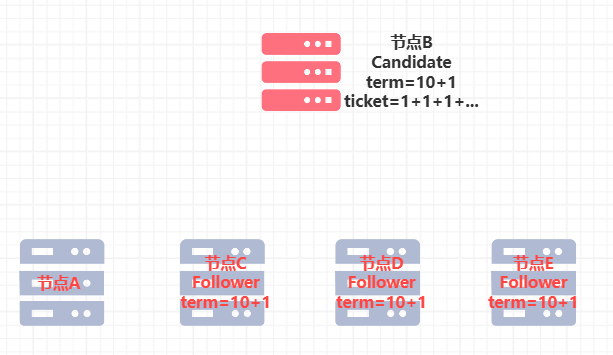 节点B
Candidate
term=10+1
ticket=1+1+1+...
节点A
节点C
Follower
term=10+1
节点D
Follower
term=10+1
节点E
Follower
term=10+1